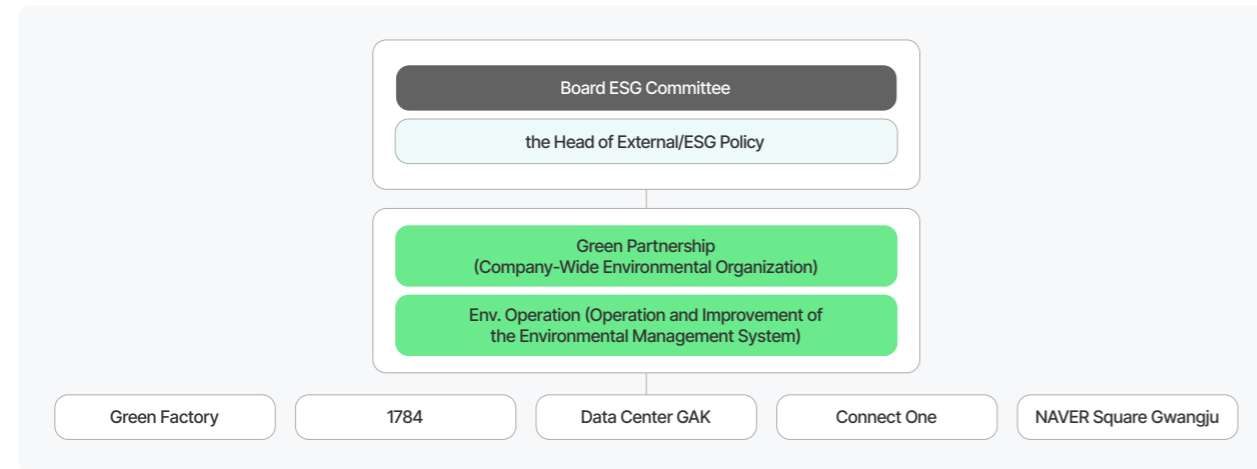 Board ESG Committee
the Head of External/ESG Policy
Green Partnership
(Company-Wide Environmental Organization)
Env. Operation (Operation and Improvement of
the Environmental Management System)
Green Factory
1784
Data Center GAK
Connect One
NAVER Square Gwangju